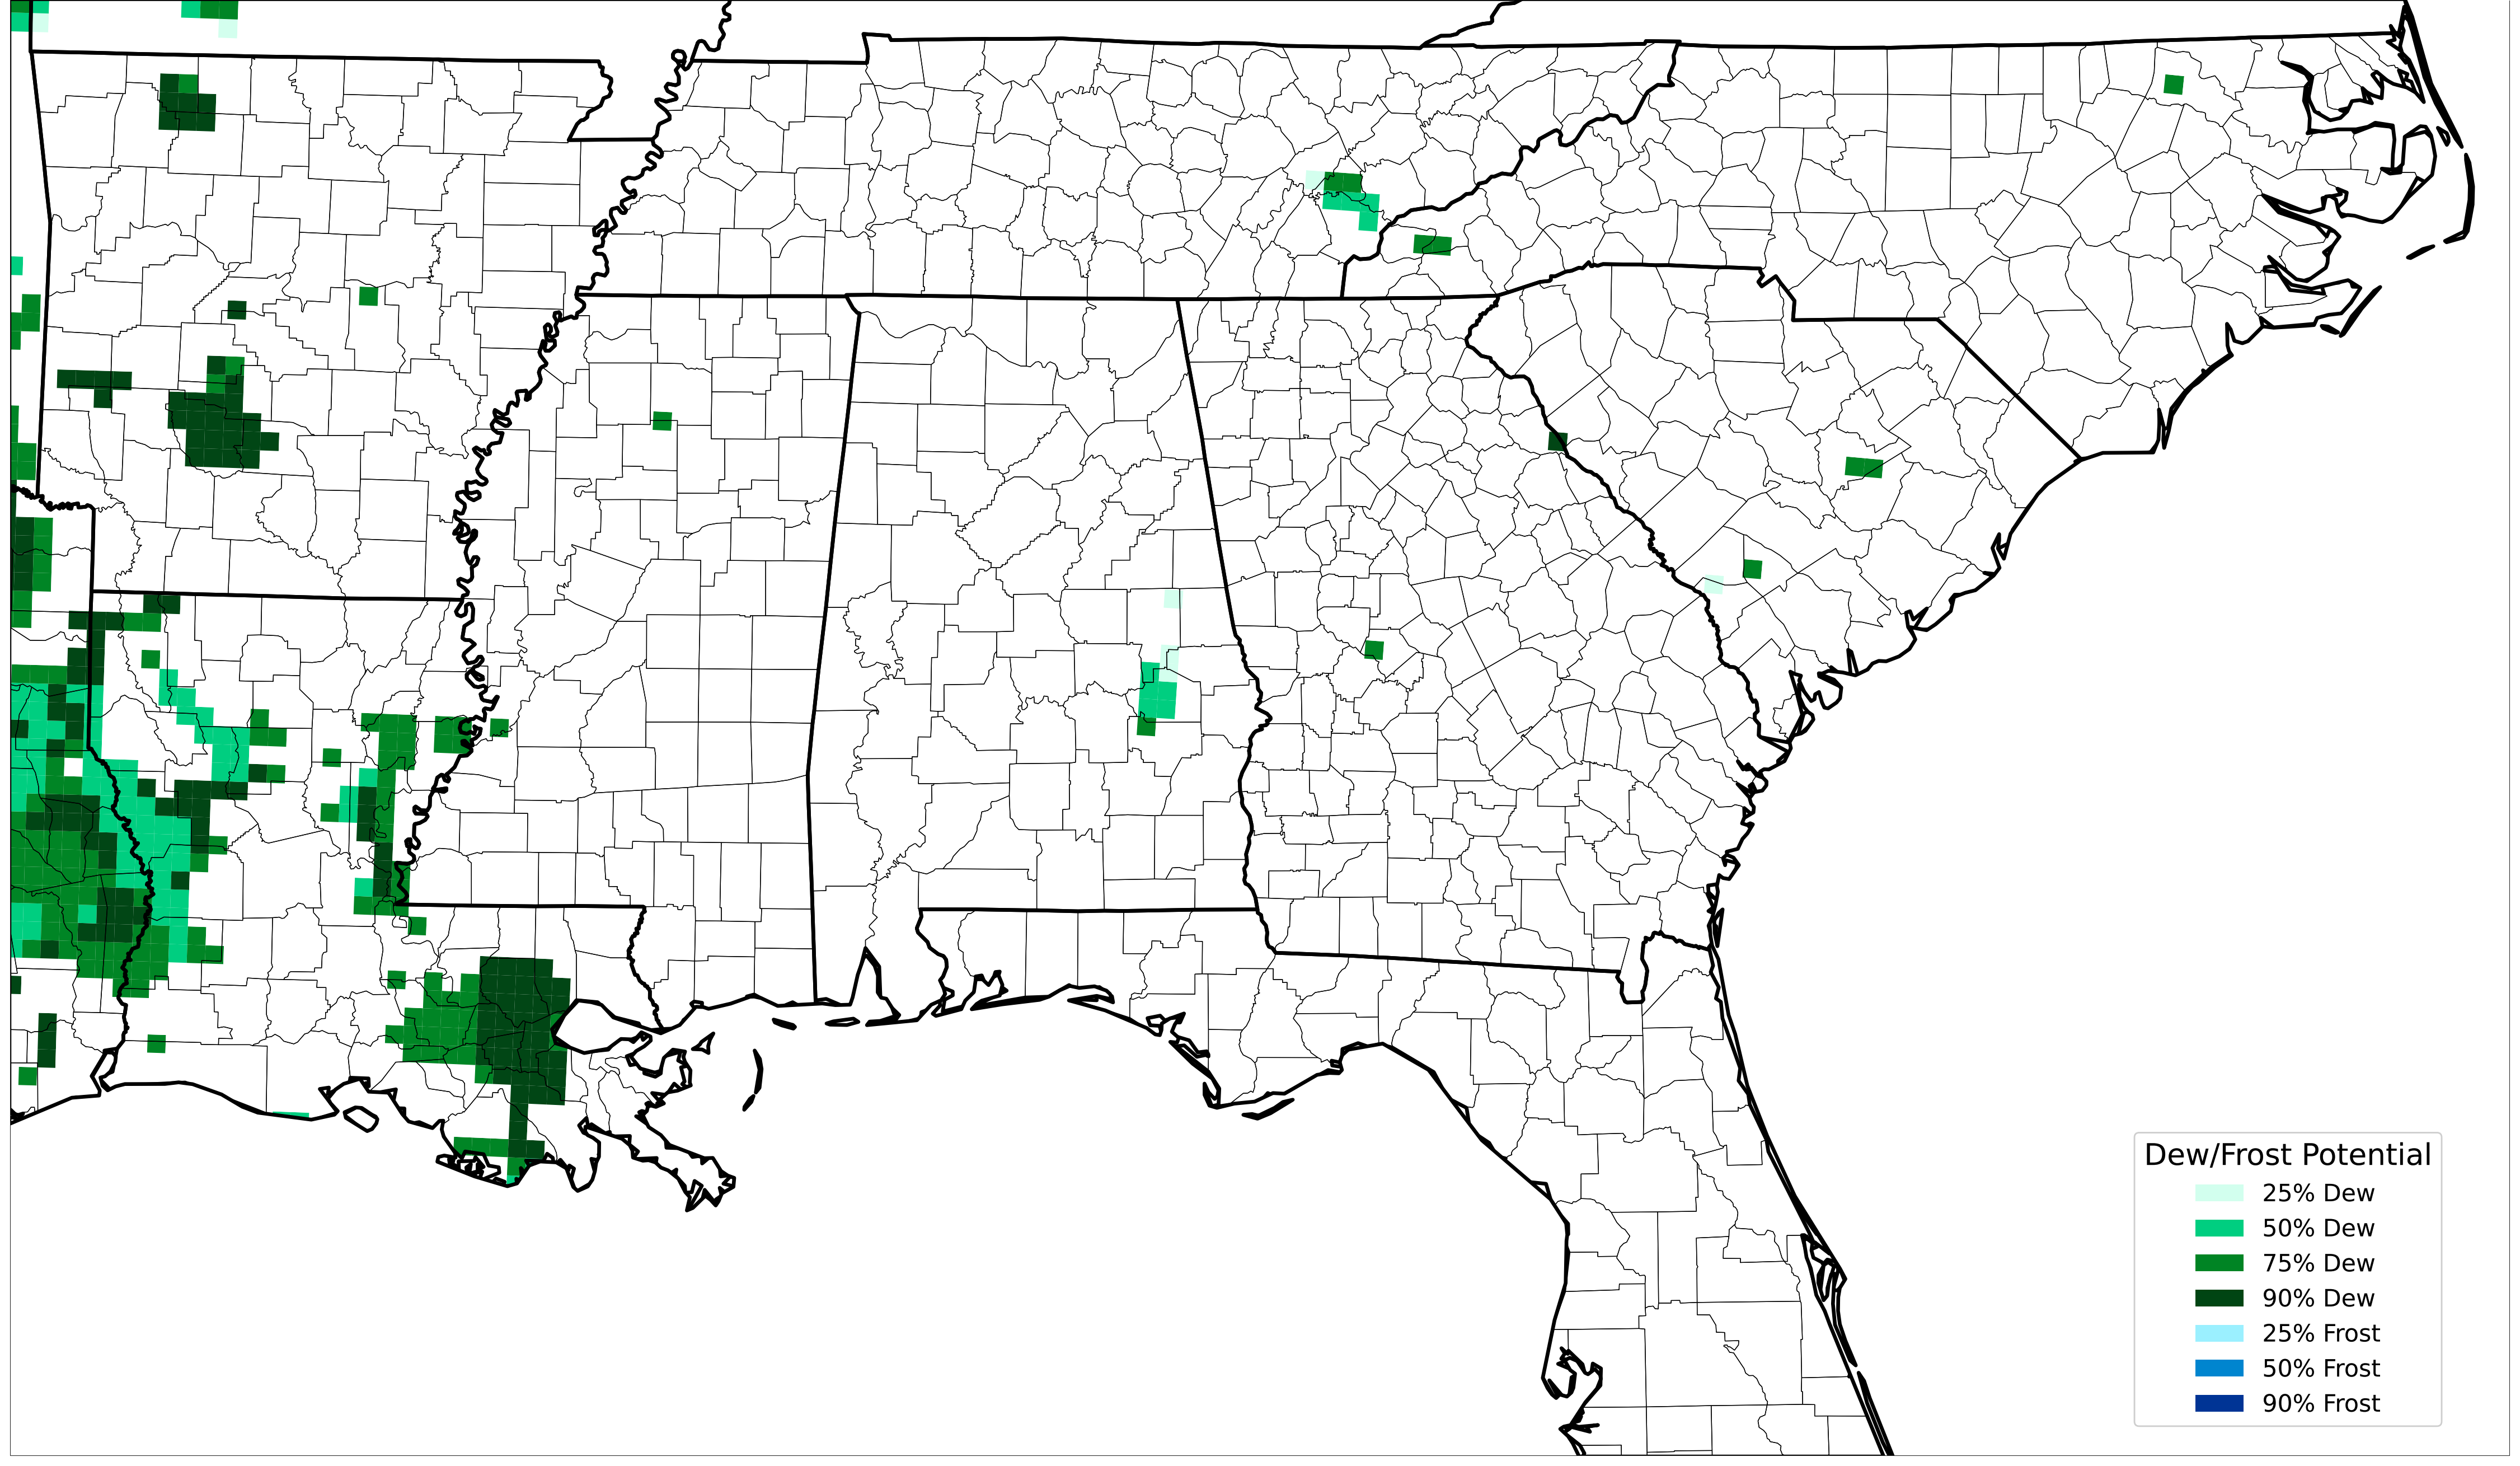 Dew/Frost Potential
25% Dew
50% Dew
75% Dew
90% Dew
25% Frost
50% Frost
90% Frost